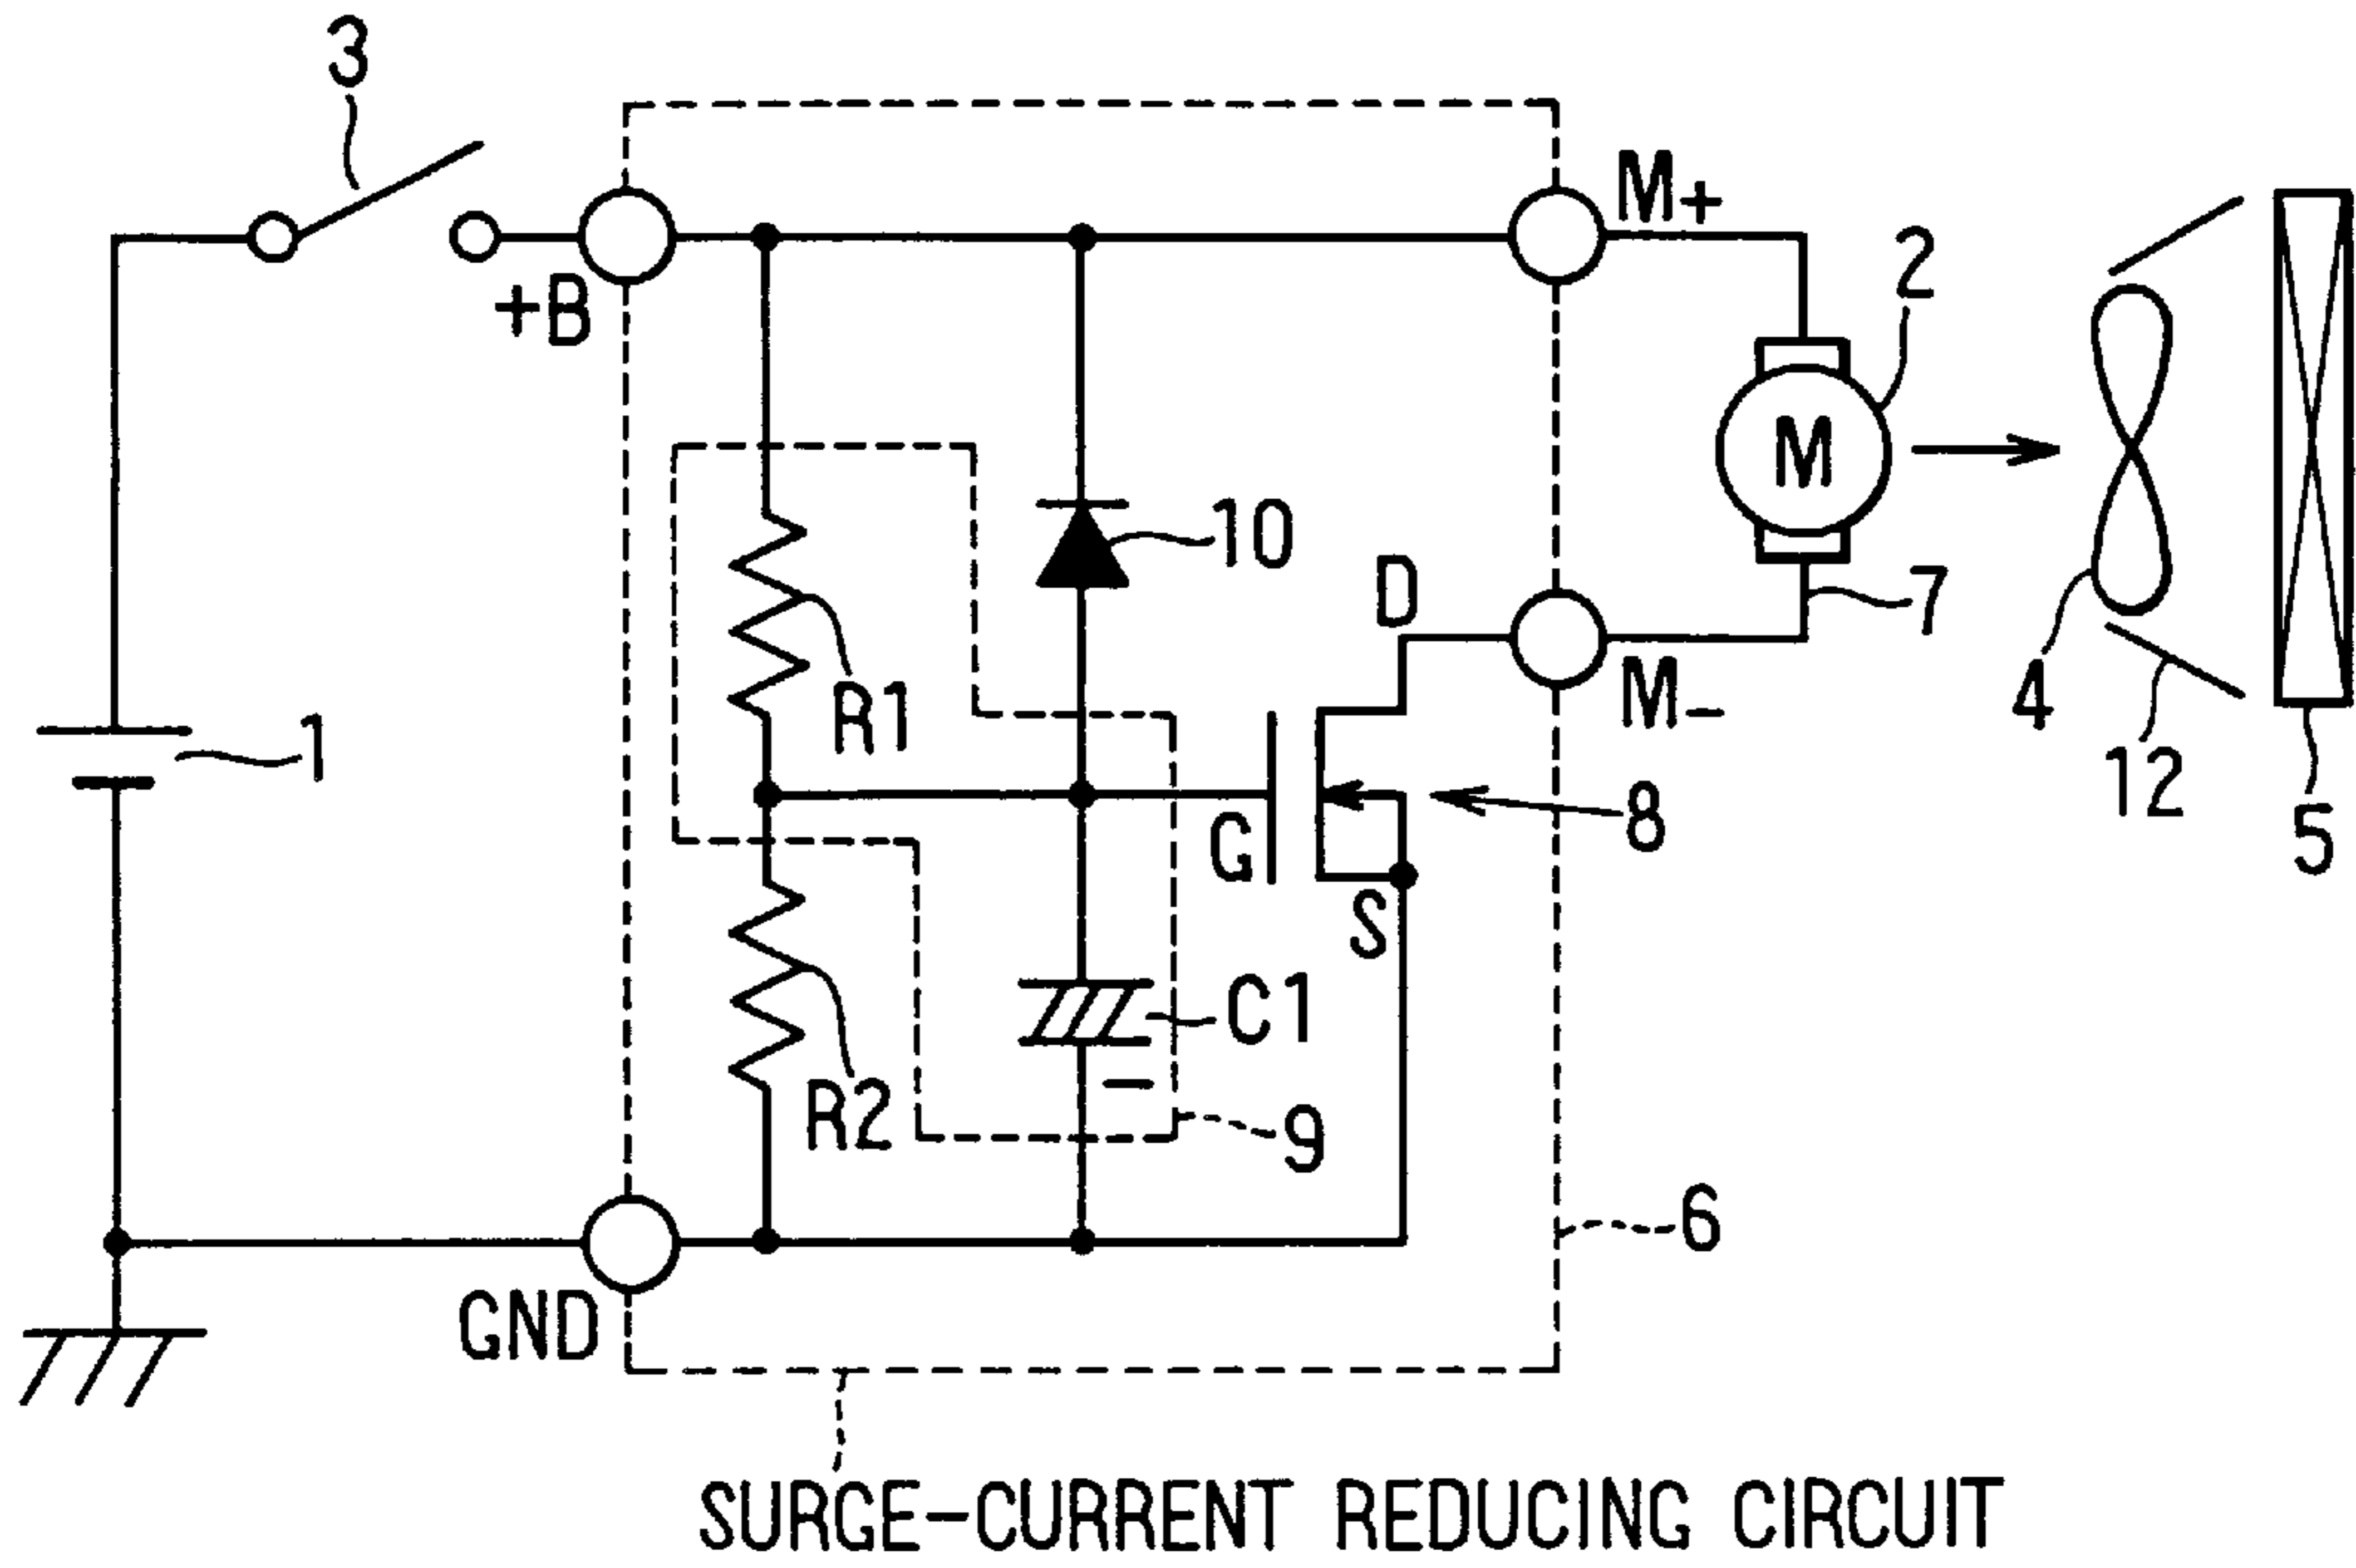 3
M+
+B
2
M
10
D
7
M-
R1
4
12
1
8
5
G
S
C1
R2
9
6
GND
SURGE-CURRENT REDUCING CIRCUIT